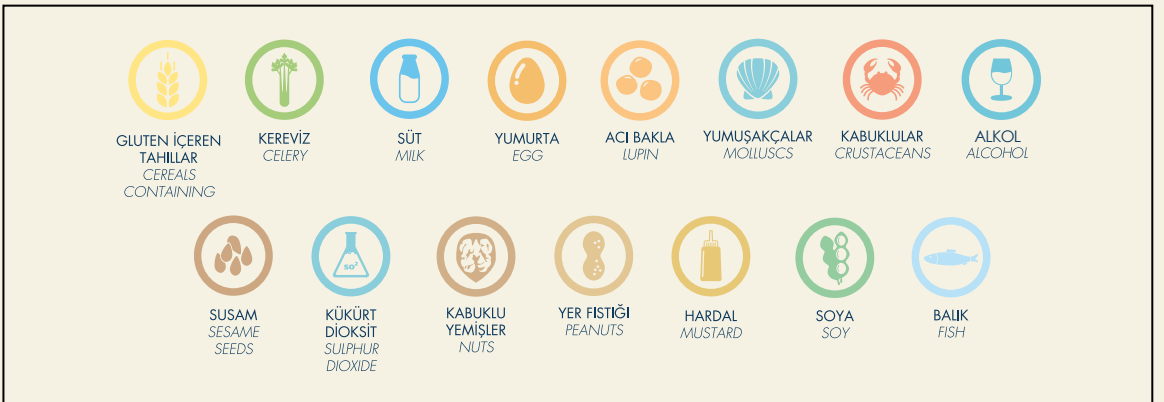 GLUTEN İÇEREN
TAHILLAR
CEREALS
CONTAINING
KEREVİZ
CELERY
SÜT
MILK
YUMURTA
EGG
ACI BAKLA
LUPIN
YUMUŞAKÇALAR
MOLLUSCS
KABUKLULAR
CRUSTACEANS
ALKOL
ALCOHOL
SUSAM
SESAME
SEEDS
so²
KÜKÜRT
DİOKSİT
SULPHUR
DIOXIDE
KABUKLU
YEMİŞLER
NUTS
YER FISTIĞI
PEANUTS
HARDAL
MUSTARD
SOYA
SOY
BALIK
FISH